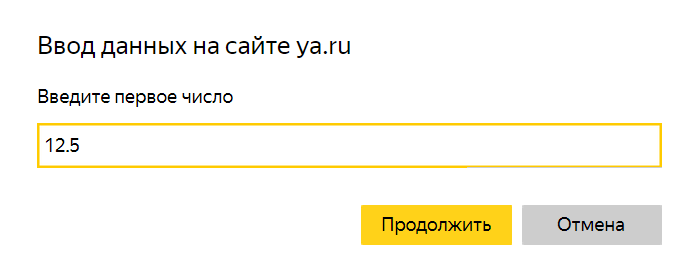 Ввод данных на сайте ya.ru
Введите первое число
12.5
Продолжить Отмена